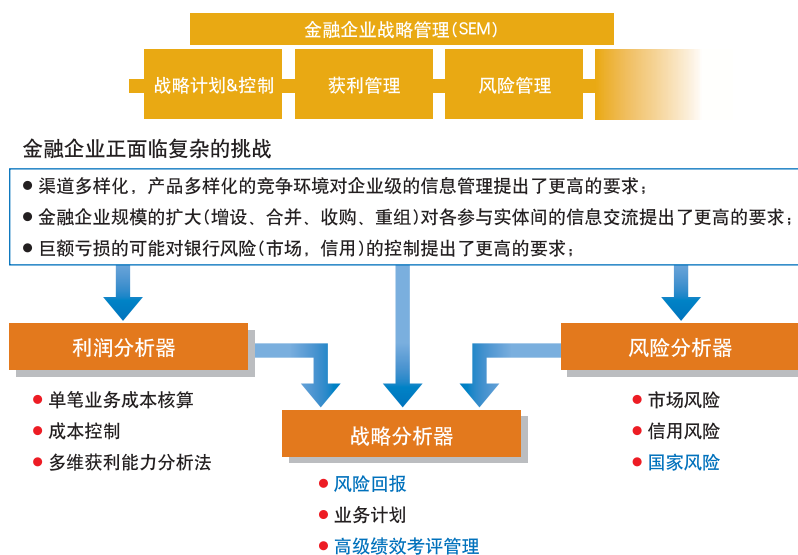 金融企业战略管理(SEM)
战略计划&控制
获利管理
风险管理
金融企业正面临复杂的挑战
● 渠道多样化，产品多样化的竞争环境对企业级的信息管理提出了更高的要求；
● 金融企业规模的扩大(增设、合并、收购、重组)对各参与实体间的信息交流提出了更高的要求；
● 巨额亏损的可能对银行风险(市场，信用)的控制提出了更高的要求；
利润分析器
● 单笔业务成本核算
● 成本控制
● 多维获利能力分析法
战略分析器
● 风险回报
● 业务计划
● 高级绩效考评管理
风险分析器
● 市场风险
● 信用风险
● 国家风险